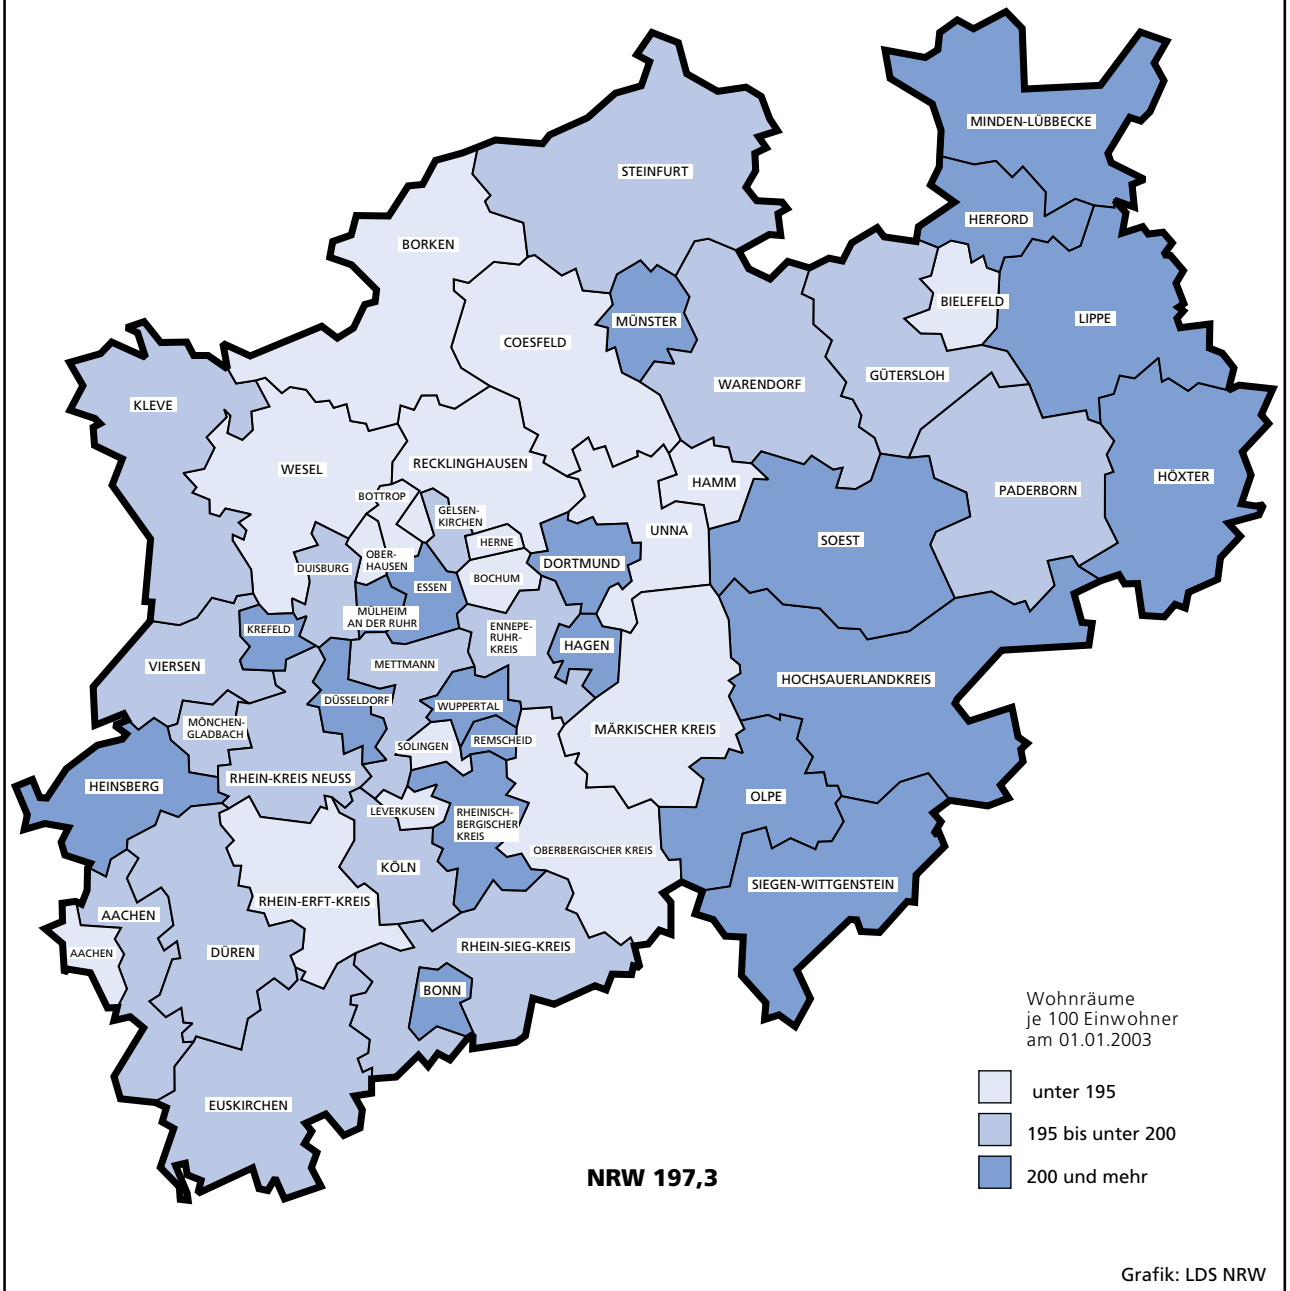 MINDEN-LÜBBECKE
STEINFURT
HERFORD
BORKEN
BIELEFELD
LIPPE
MÜNSTER
COESFELD
GÜTERSLOH
WARENDORF
KLEVE
RECKLINGHAUSEN
WESEL
HÖXTER
HAMM
PADERBORN
BOTTROP
GELSEN-
KIRCHEN
UNNA
SOEST
HERNE
OBER-
HAUSEN
DORTMUND
DUISBURG
BOCHUM
ESSEN
MÜLHEIM
AN DER RUHR
KREFELD
ENNEPE-
RUHR-
KREIS
HAGEN
METTMANN
VIERSEN
HOCHSAUERLANDKREIS
DÜSSELDORF
WUPPERTAL
MÖNCHEN-
GLADBACH
MÄRKISCHER KREIS
REMSCHEID
SOLINGEN
RHEIN-KREIS NEUSS
HEINSBERG
OLPE
LEVERKUSEN
RHEINISCH-
BERGISCHER
KREIS
OBERBERGISCHER KREIS
KÖLN
SIEGEN-WITTGENSTEIN
RHEIN-ERFT-KREIS
AACHEN
RHEIN-SIEG-KREIS
AACHEN
DÜREN
BONN
EUSKIRCHEN
Wohnräume
je 100 Einwohner
am 01.01.2003
unter 195
195 bis unter 200
200 und mehr
NRW 197,3
Grafik: LDS NRW